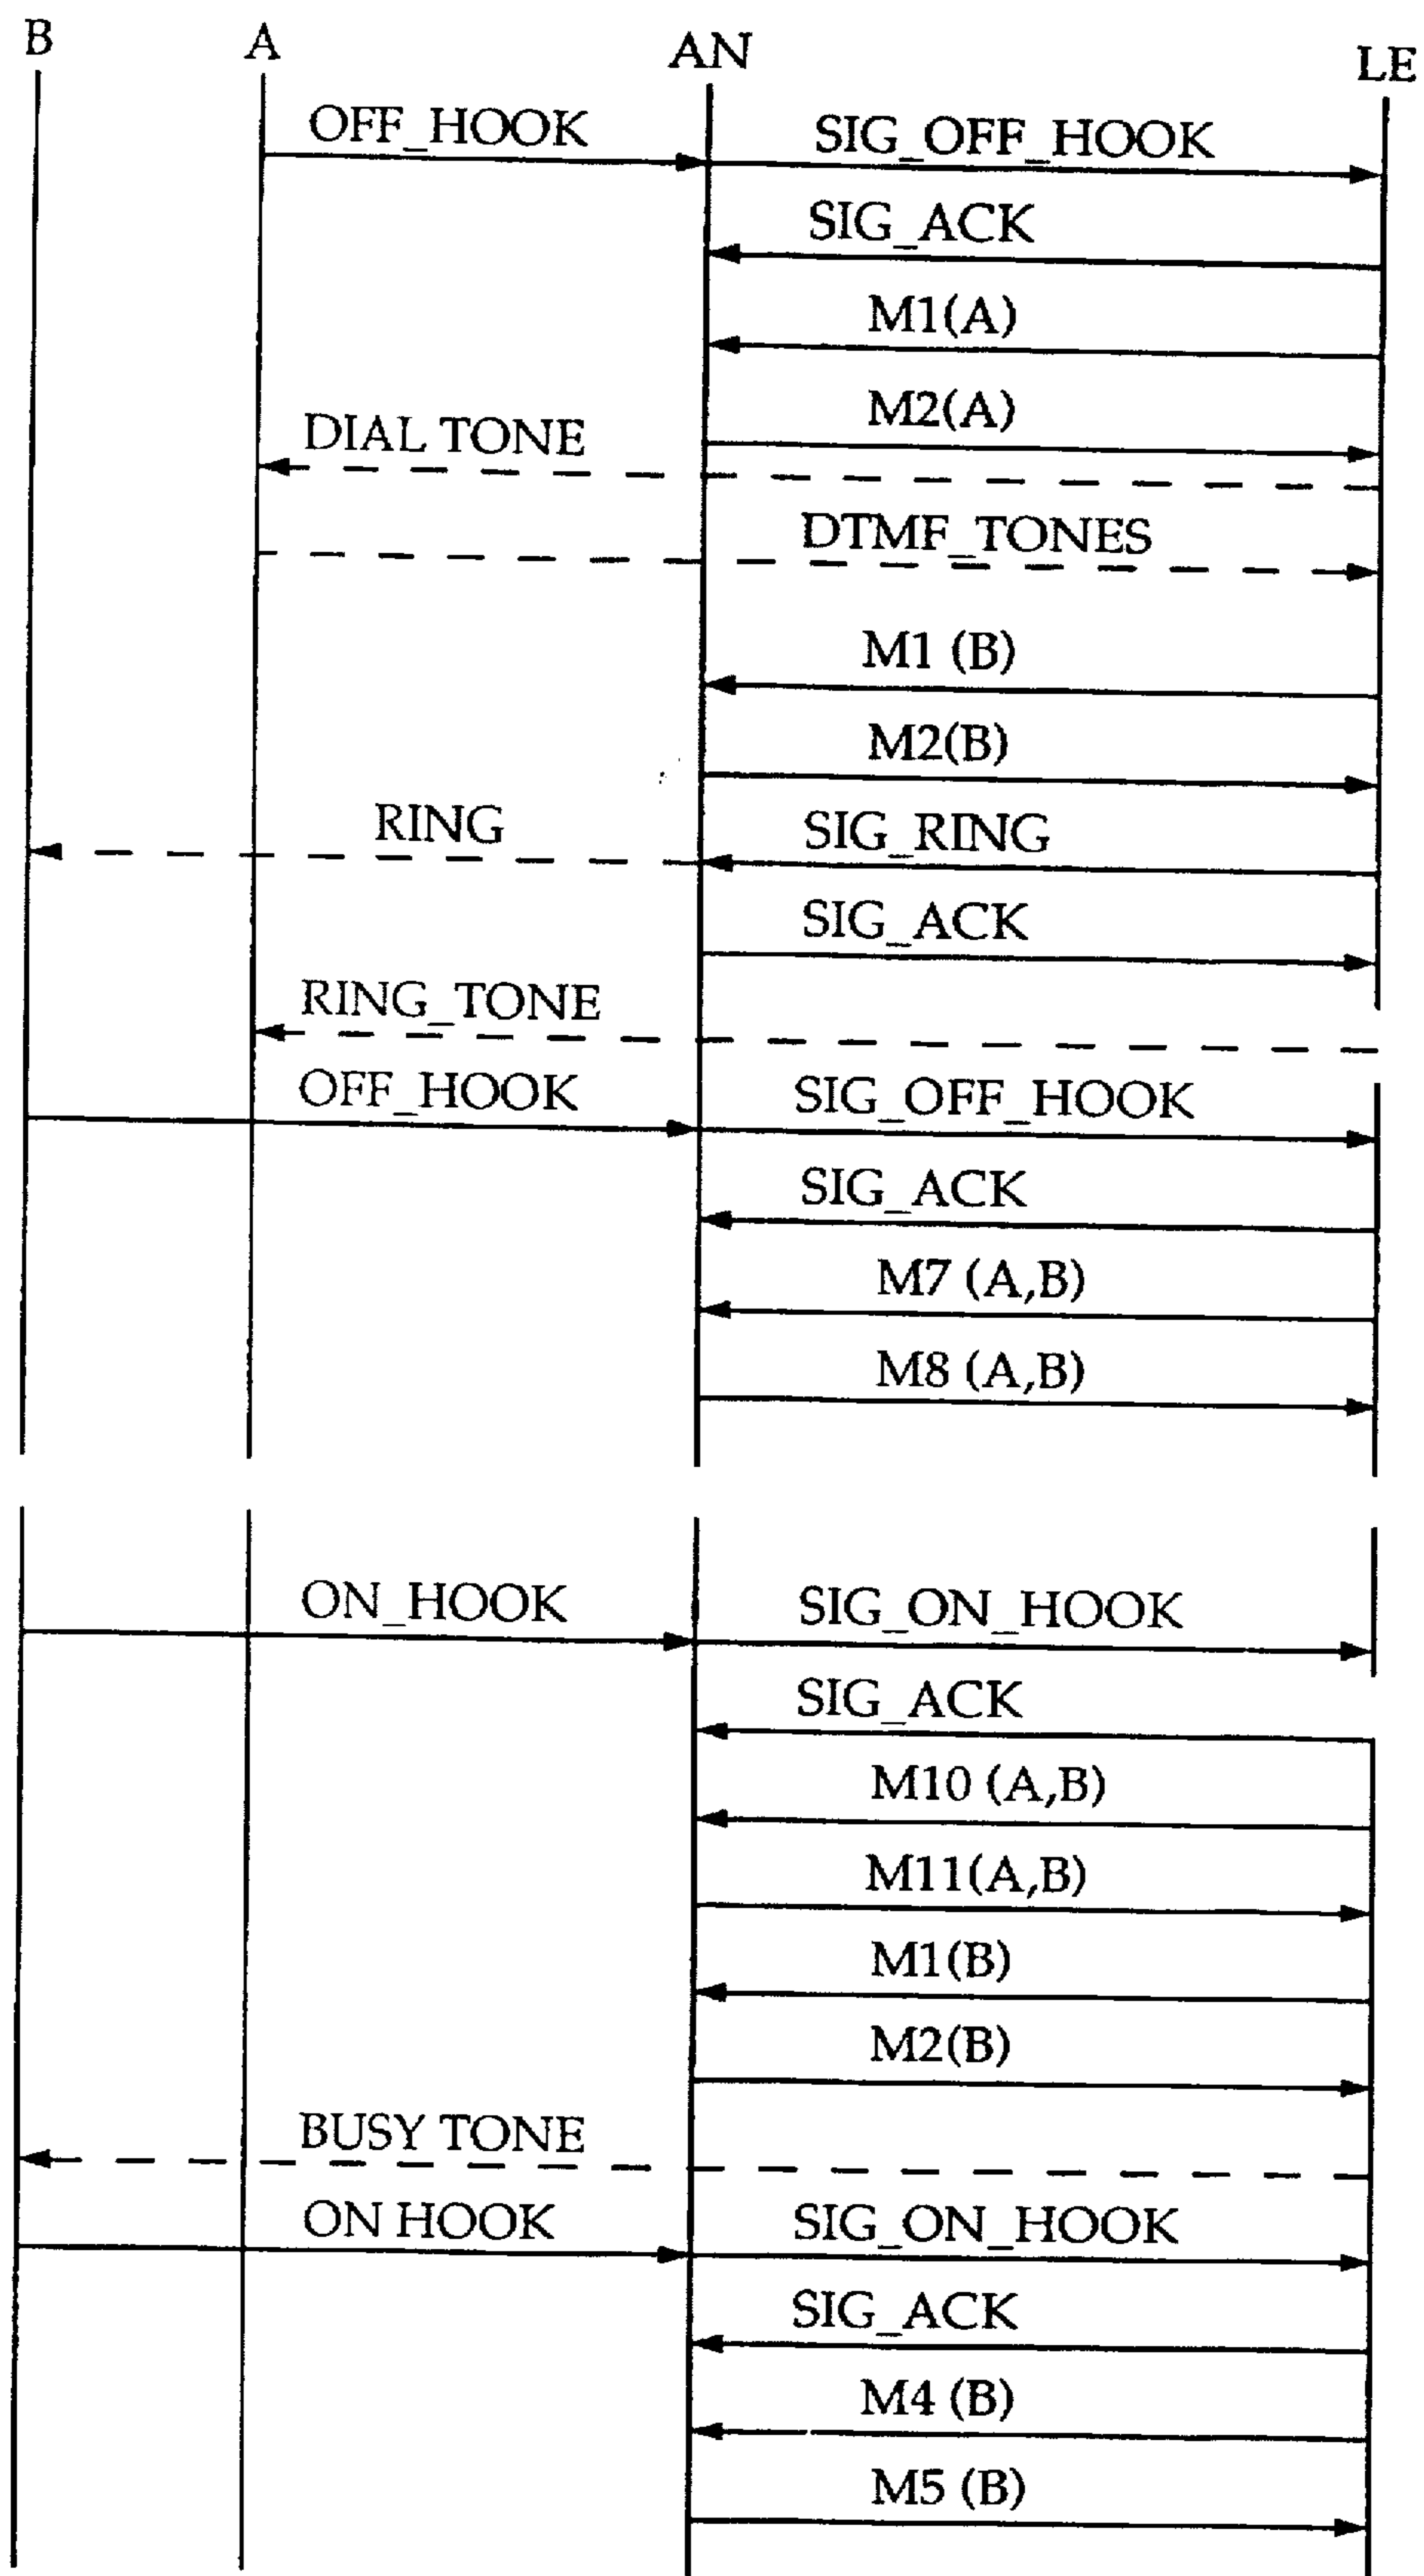 B A AN LE
OFF_HOOK SIG_OFF_HOOK
SIG_ACK
M1(A)
M2(A)
DIAL TONE
DTMF_TONES
M1 (B)
M2(B)
RING SIG_RING
SIG_ACK
RING_TONE
OFF_HOOK SIG_OFF_HOOK
SIG_ACK
M7 (A,B)
M8 (A,B)
ON_HOOK SIG_ON_HOOK
SIG_ACK
M10 (A,B)
M11(A,B)
M1(B)
M2(B)
BUSY TONE
ON HOOK SIG_ON_HOOK
SIG_ACK
M4 (B)
M5 (B)